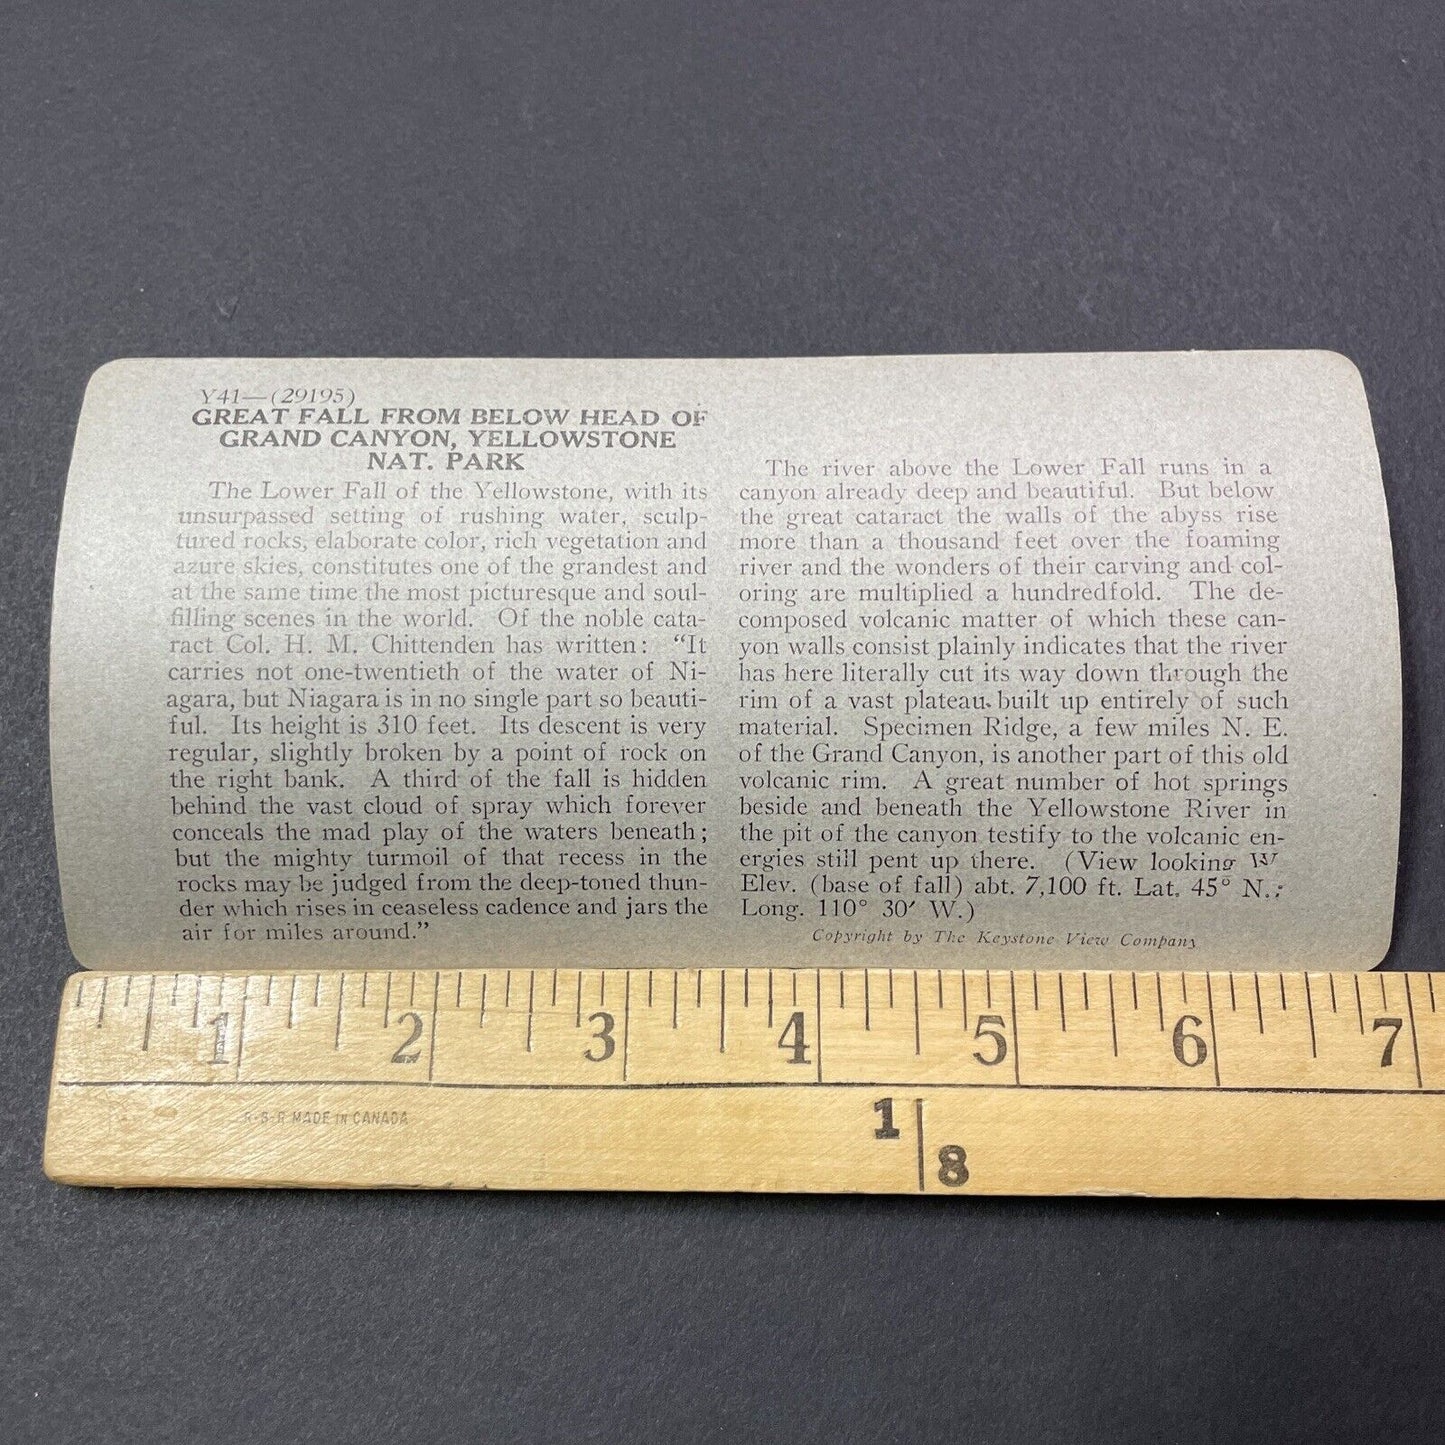 Y41—(29195)
GREAT FALL FROM BELOW HEAD OF
GRAND CANYON, YELLOWSTONE
NAT. PARK
The Lower Fall of the Yellowstone, with its
unsurpassed setting of rushing water, sculp-
tured rocks, elaborate color, rich vegetation and
azure skies, constitutes one of the grandest and
at the same time the most picturesque and soul-
filling scenes in the world. Of the noble cata-
ract Col. H. M. Chittenden has written: “It
carries not one-twentieth of the water of Ni-
agara, but Niagara is in no single part so beauti-
ful. Its height is 310 feet. Its descent is very
regular, slightly broken by a point of rock on
the right bank. A third of the fall is hidden
behind the vast cloud of spray which forever
conceals the mad play of the waters beneath;
but the mighty turmoil of that recess in the
rocks may be judged from the deep-toned thun-
der which rises in ceaseless cadence and jars the
air for miles around.”
The river above the Lower Fall runs in a
canyon already deep and beautiful. But below
the great cataract the walls of the abyss rise
more than a thousand feet over the foaming
river and the wonders of their carving and col-
oring are multiplied a hundredfold. The de-
composed volcanic matter of which these can-
yon walls consist plainly indicates that the river
has here literally cut its way down through the
rim of a vast plateau built up entirely of such
material. Specimen Ridge, a few miles N. E.
of the Grand Canyon, is another part of this old
volcanic rim. A great number of hot springs
beside and beneath the Yellowstone River in
the pit of the canyon testify to the volcanic en-
ergies still pent up there. (View looking W
Elev. (base of fall) abt. 7,100 ft. Lat. 45° N.;
Long. 110° 30′ W.)
Copyright by The Keystone View Company
1 2 3 4 5 6 7
R·S·R MADE IN CANADA
1
8